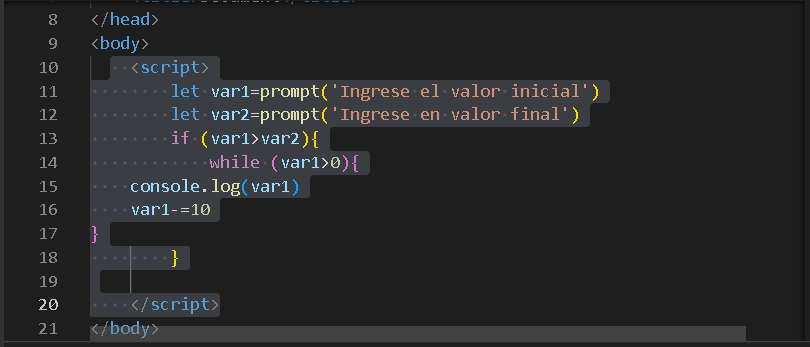 8 </head>
9 <body>
10 <script>
11 let var1=prompt('Ingrese el valor inicial')
12 let var2=prompt('Ingrese en valor final')
13 if (var1>var2){
14 while (var1>0){
15 console.log(var1)
16 var1-=10
17 }
18 }
19
20 </script>
21 </body>